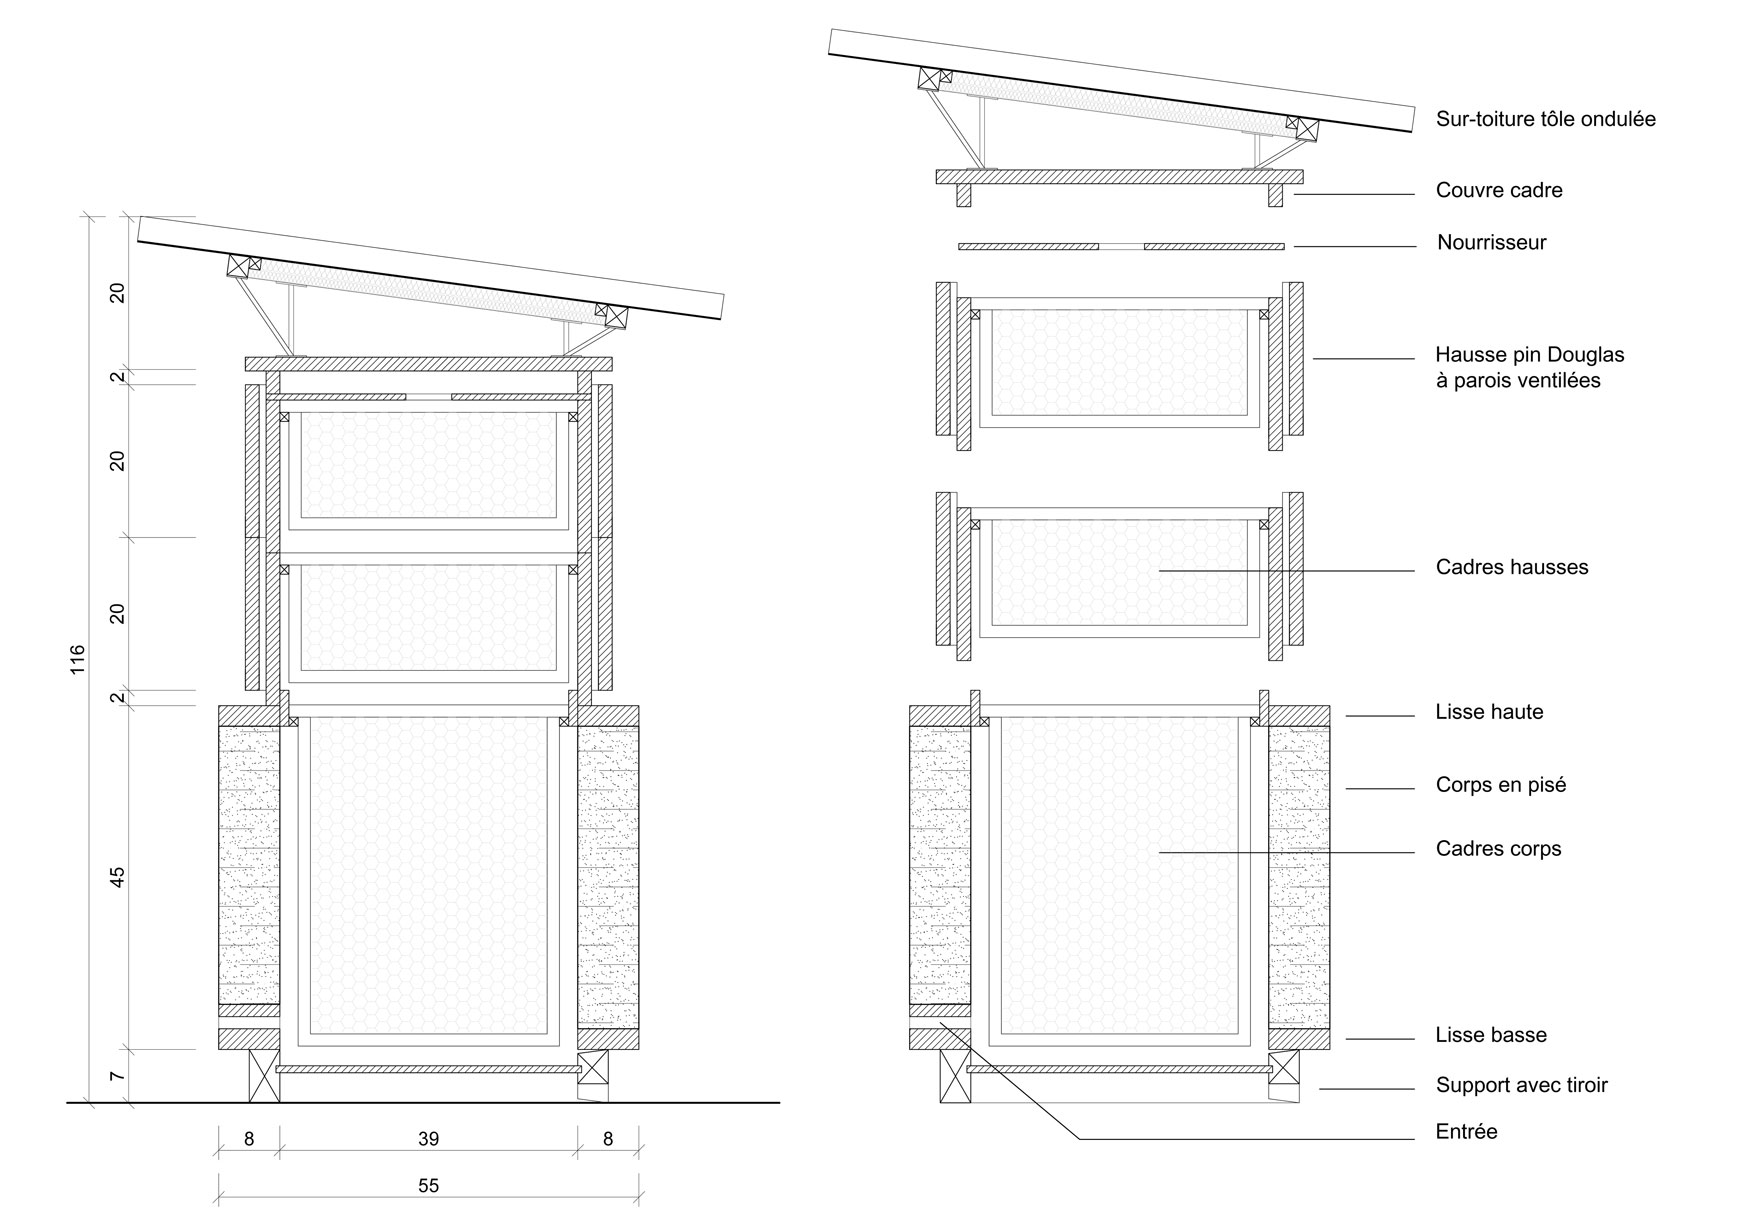 116
20
2
20
20
2
45
7
8
39
8
55
Sur-toiture tôle ondulée
Couvre cadre
Nourrisseur
Hausse pin Douglas
à parois ventilées
Cadres hausses
Lisse haute
Corps en pisé
Cadres corps
Lisse basse
Support avec tiroir
Entrée